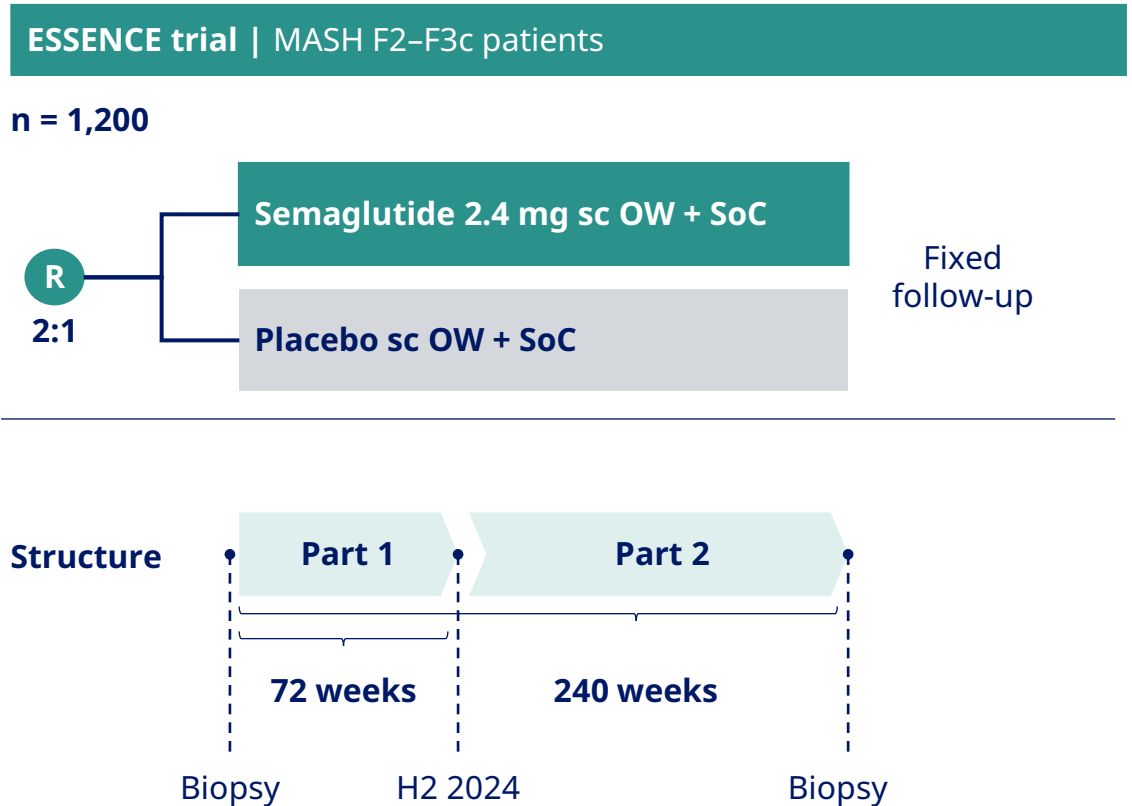 ESSENCE trial | MASH F2–F3c patients
n = 1,200
Semaglutide 2.4 mg sc OW + SoC
R
2:1
Placebo sc OW + SoC
Fixed
follow-up
Structure
Part 1
Part 2
72 weeks
240 weeks
Biopsy
H2 2024
Biopsy